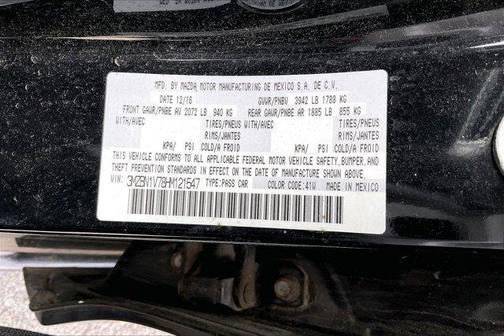 MFD. BY MAZDA MOTOR MANUFACTURING DE MEXICO S.A. DE C.V.
DATE 12/16 GVWR/PNBV 3942 LB 1788 KG
FRONT GAWR/PNBE AV 2072 LB 940 KG REAR GAWR/PNBE AR 1885 LB 855 KG
WITH/AVEC TIRES/PNEUS WITH/AVEC TIRES/PNEUS
RIMS/JANTES RIMS/JANTES
KPA/ PSI COLD/A FROID KPA/ PSI COLD/A FROID
THIS VEHICLE CONFORMS TO ALL APPLICABLE FEDERAL MOTOR VEHICLE SAFETY, BUMPER, AND
THEFT PREVENTION STANDARDS IN EFFECT ON THE DATE OF MANUFACTURE SHOWN ABOVE.
VIN: 3MZBN1V78HM121547 TYPE: PASS CAR COLOR: 41W MADE IN MEXICO